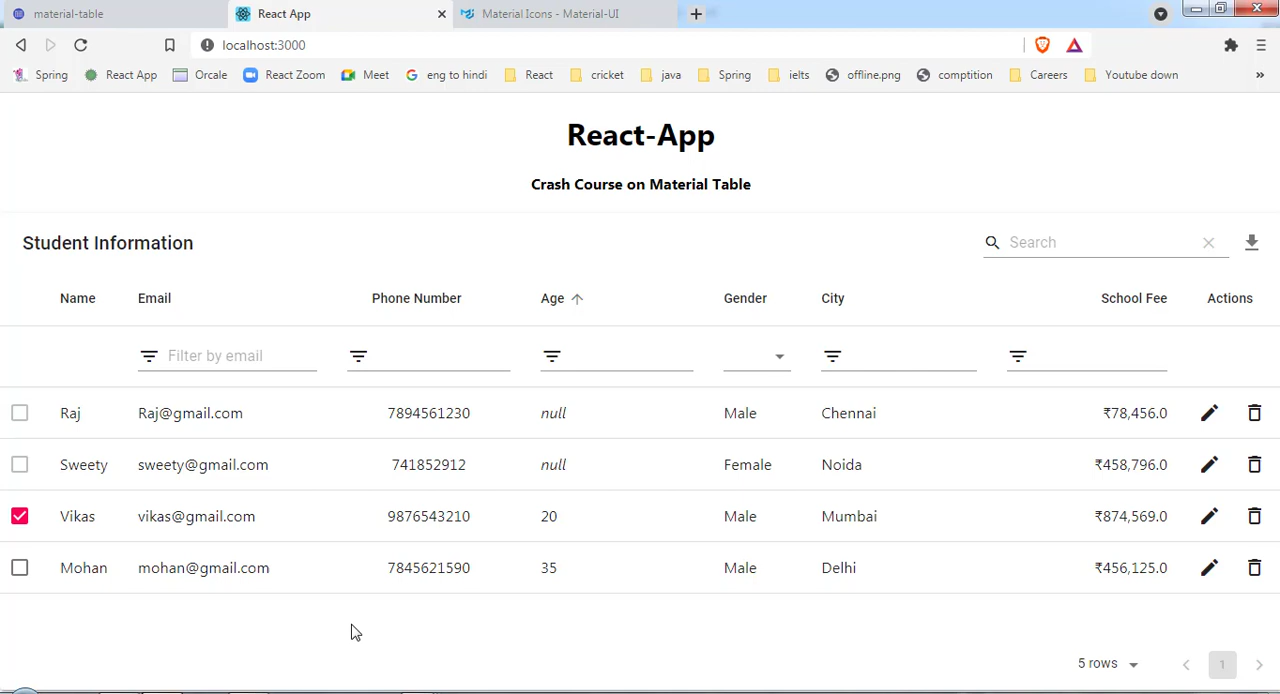 material-table React App Material Icons - Material-UI
localhost:3000
Spring React App Orcale React Zoom Meet eng to hindi React cricket java Spring ielts offline.png comptition Careers Youtube down »
React-App
Crash Course on Material Table
Student Information Search
Name Email Phone Number Age Gender City School Fee Actions
Filter by email
Raj Raj@gmail.com 7894561230 null Male Chennai ₹78,456.0
Sweety sweety@gmail.com 741852912 null Female Noida ₹458,796.0
Vikas vikas@gmail.com 9876543210 20 Male Mumbai ₹874,569.0
Mohan mohan@gmail.com 7845621590 35 Male Delhi ₹456,125.0
5 rows 1